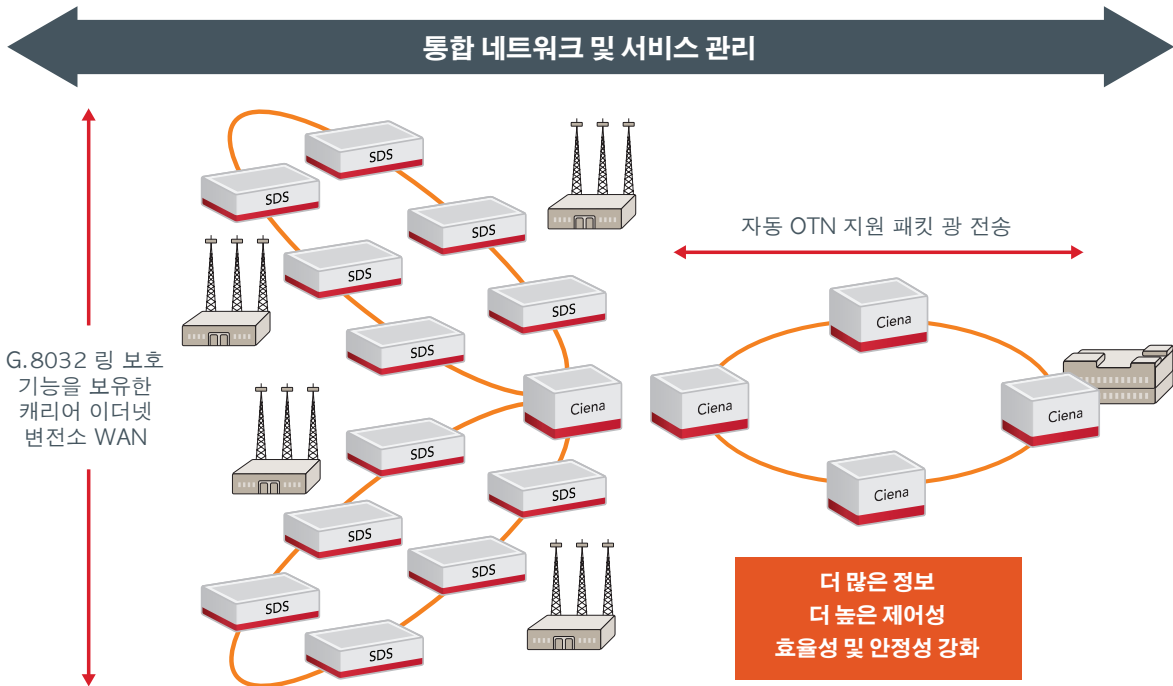 통합 네트워크 및 서비스 관리
G.8032 링 보호
기능을 보유한
캐리어 이더넷
변전소 WAN
SDS
SDS
SDS
SDS
SDS
SDS
Ciena
SDS
SDS
SDS
SDS
SDS
SDS
자동 OTN 지원 패킷 광 전송
Ciena
Ciena
Ciena
Ciena
더 많은 정보
더 높은 제어성
효율성 및 안정성 강화